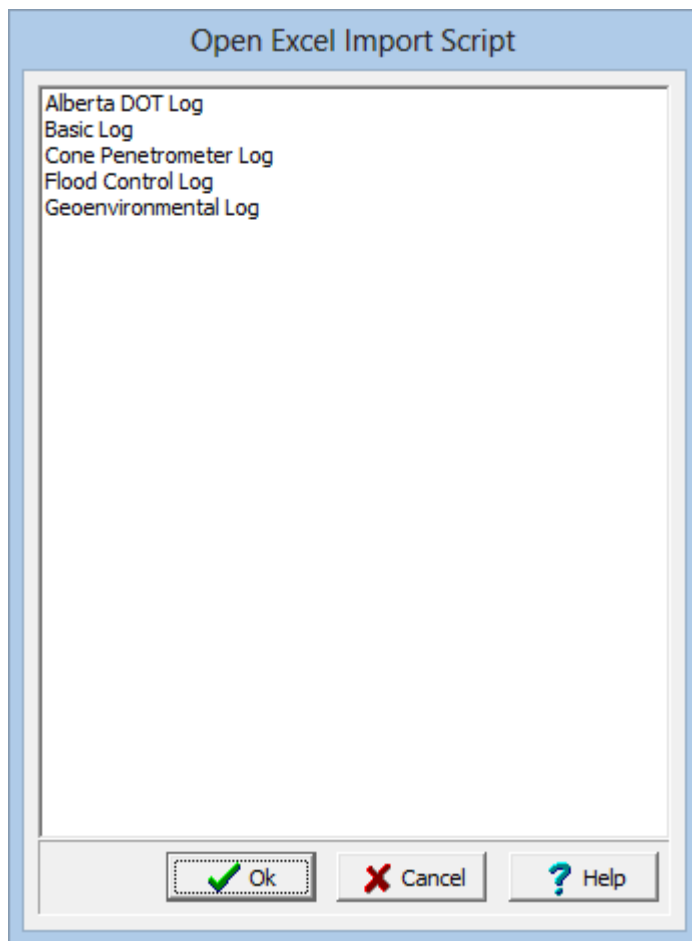 Open Excel Import Script
Alberta DOT Log
Basic Log
Cone Penetrometer Log
Flood Control Log
Geoenvironmental Log
Ok Cancel Help